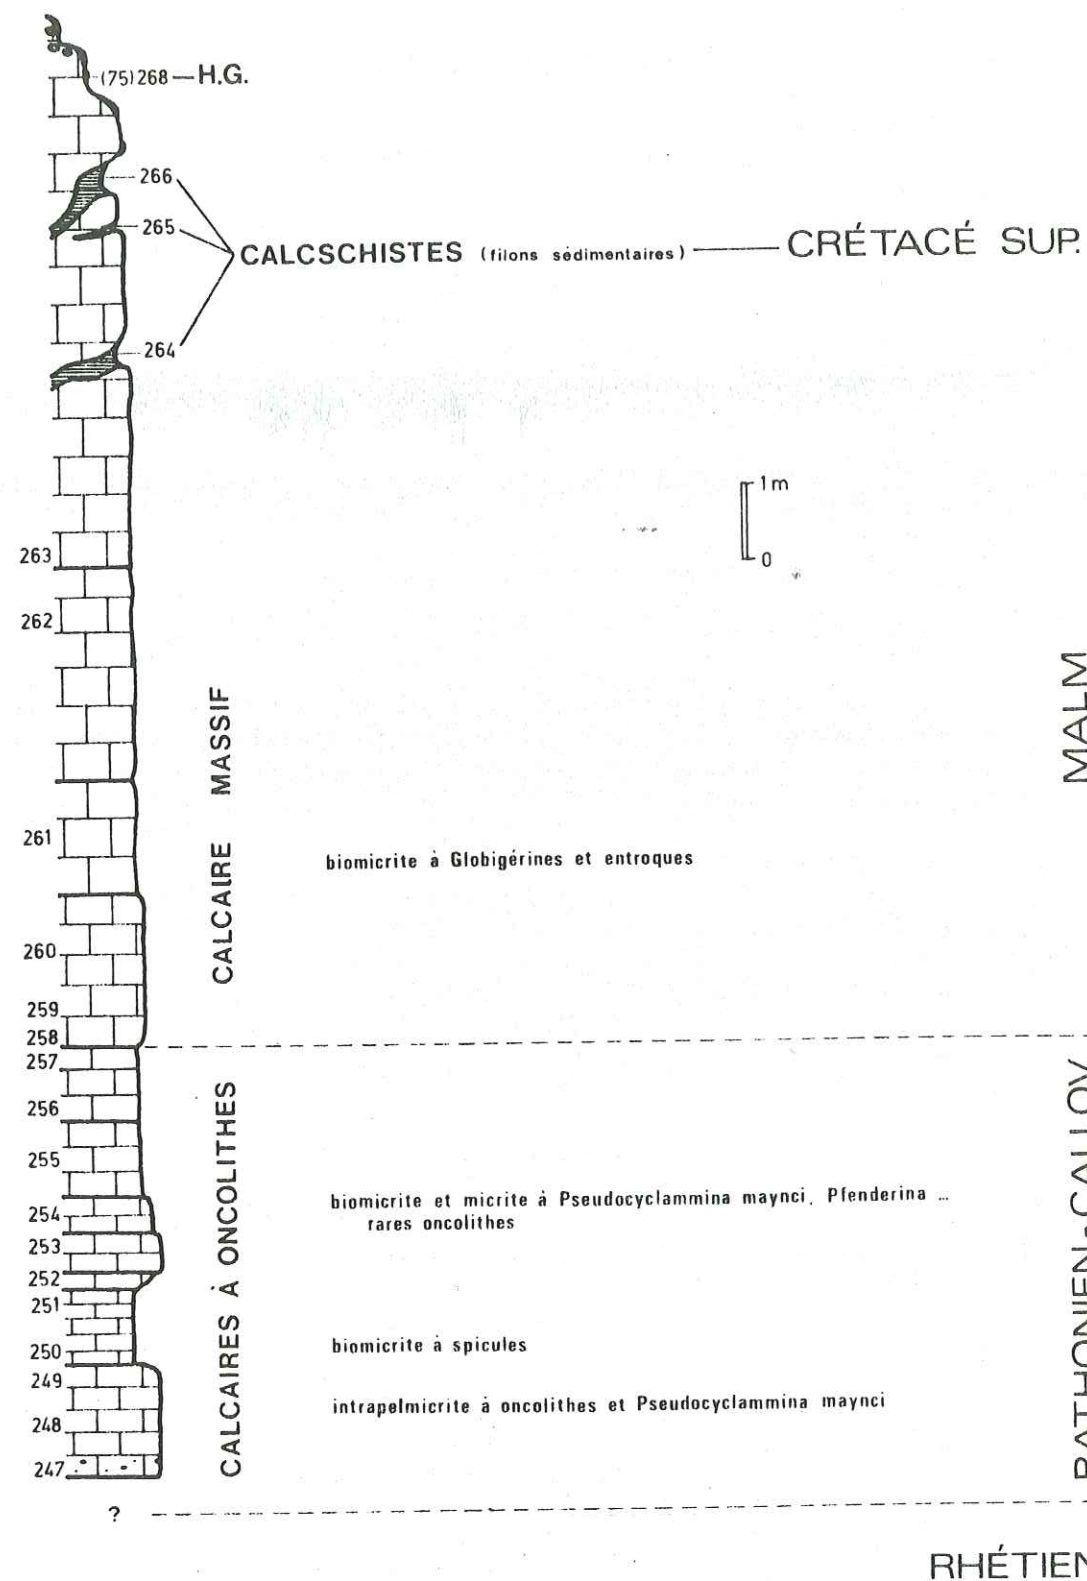 (75)268 — H.G.
266
265
CALCSCHISTES (filons sédimentaires) — CRÉTACÉ SUP.
264
1m
0
263
262
MALM
CALCAIRE MASSIF
261
biomicrite à Globigérines et entroques
260
259
258
257
256
255
254
253
252
251
250
249
248
247
CALCAIRES À ONCOLITHES
BATHONIEN-CALLOV
biomicrite et micrite à Pseudocyclammina maynci, Pfenderina ...
rares oncolithes
biomicrite à spicules
intrapelmicrite à oncolithes et Pseudocyclammina maynci
?
RHÉTIEN